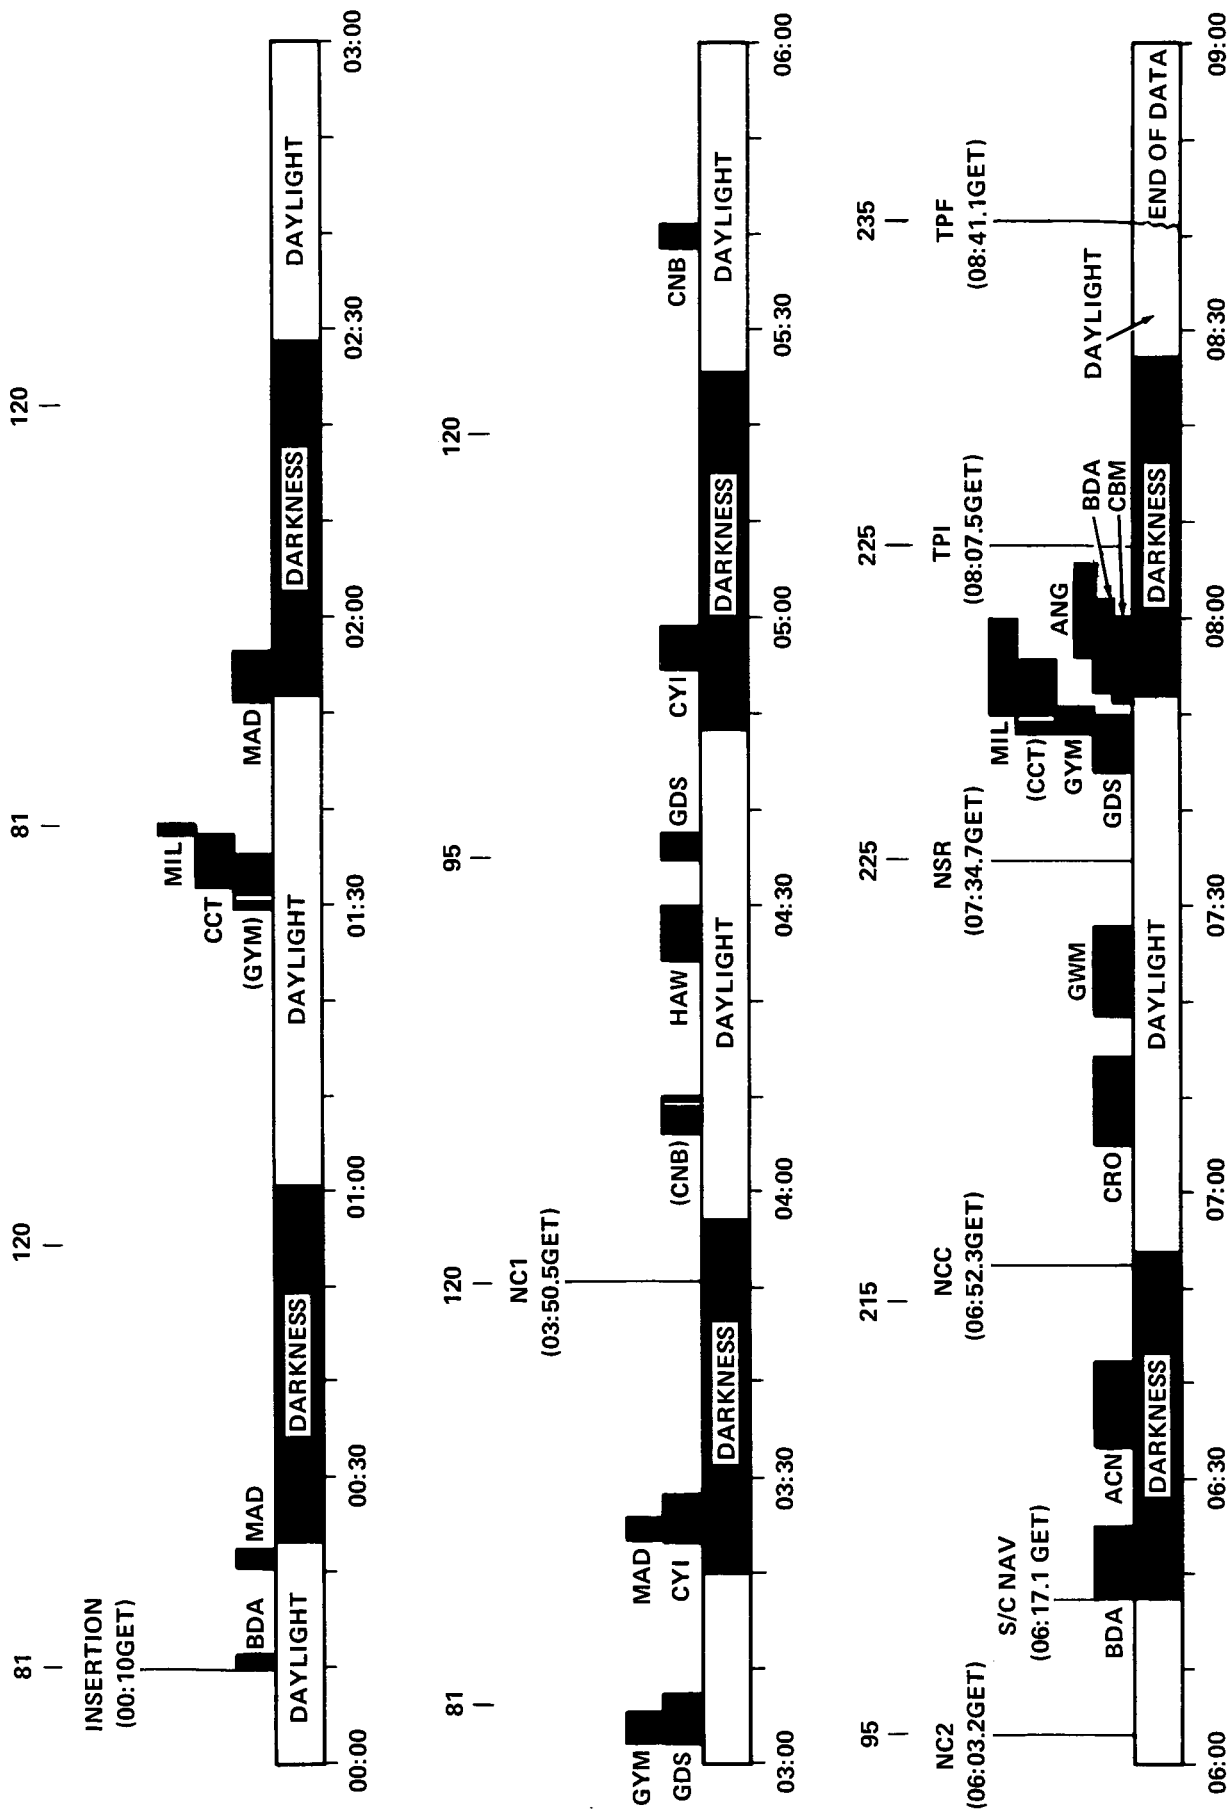 81
120
81
120
INSERTION
(00:10GET)
BDA
MAD
(GYM)
CCT
MIL
MAD
DAYLIGHT
DARKNESS
DAYLIGHT
DARKNESS
DAYLIGHT
00:00
00:30
01:00
01:30
02:00
02:30
03:00
81
120
95
120
NC1
(03:50.5GET)
GYM
GDS
MAD
CYI
(CNB)
HAW
GDS
CYI
CNB
DARKNESS
DAYLIGHT
DARKNESS
DAYLIGHT
03:00
03:30
04:00
04:30
05:00
05:30
06:00
95
215
225
225
235
NC2
(06:03.2GET)
S/C NAV
(06:17.1 GET)
NCC
(06:52.3GET)
NSR
(07:34.7GET)
TPI
(08:07.5GET)
TPF
(08:41.1GET)
BDA
ACN
CRO
GWM
MIL
(CCT)
GYM
GDS
ANG
BDA
CBM
DAYLIGHT
DARKNESS
DAYLIGHT
DARKNESS
END OF DATA
06:00
06:30
07:00
07:30
08:00
08:30
09:00